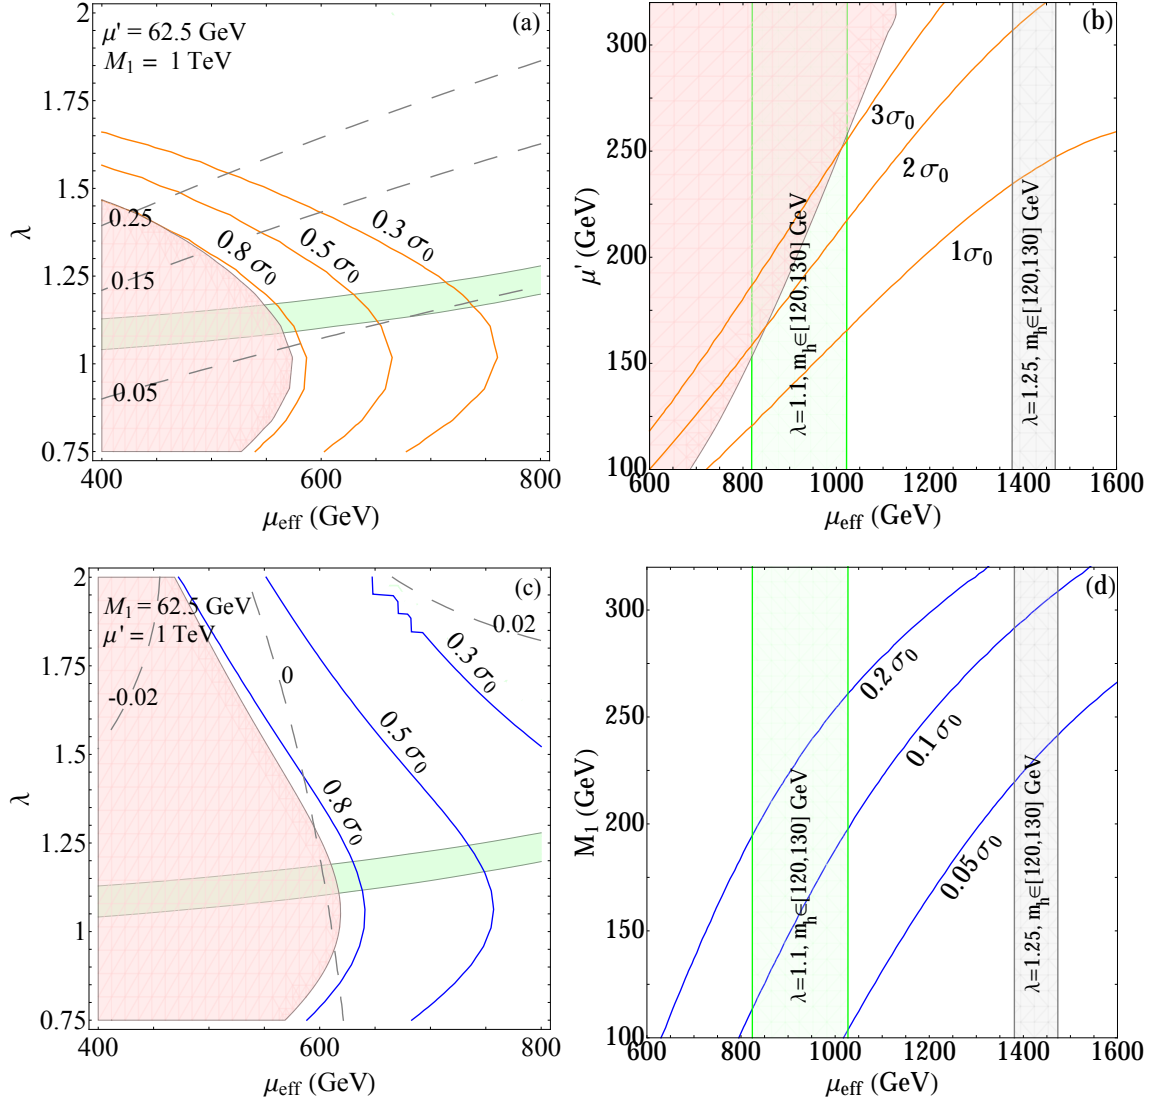 (a)
μ' = 62.5 GeV
M₁ = 1 TeV
2
1.75
1.5
1.25
1
0.75
λ
0.25
0.15
0.05
0.8 σ₀
0.5 σ₀
0.3 σ₀
400
600
800
μeff (GeV)
(b)
300
250
200
150
100
μ' (GeV)
3σ₀
2σ₀
1σ₀
λ=1.1, mh∈[120,130] GeV
λ=1.25, mh∈[120,130] GeV
600
800
1000
1200
1400
1600
μeff (GeV)
(c)
M₁ = 62.5 GeV
μ' = 1 TeV
2
1.75
1.5
1.25
1
0.75
λ
-0.02
0
0.02
0.8 σ₀
0.5 σ₀
0.3 σ₀
400
600
800
μeff (GeV)
(d)
300
250
200
150
100
M₁ (GeV)
0.2 σ₀
0.1 σ₀
0.05 σ₀
λ=1.1, mh∈[120,130] GeV
λ=1.25, mh∈[120,130] GeV
600
800
1000
1200
1400
1600
μeff (GeV)